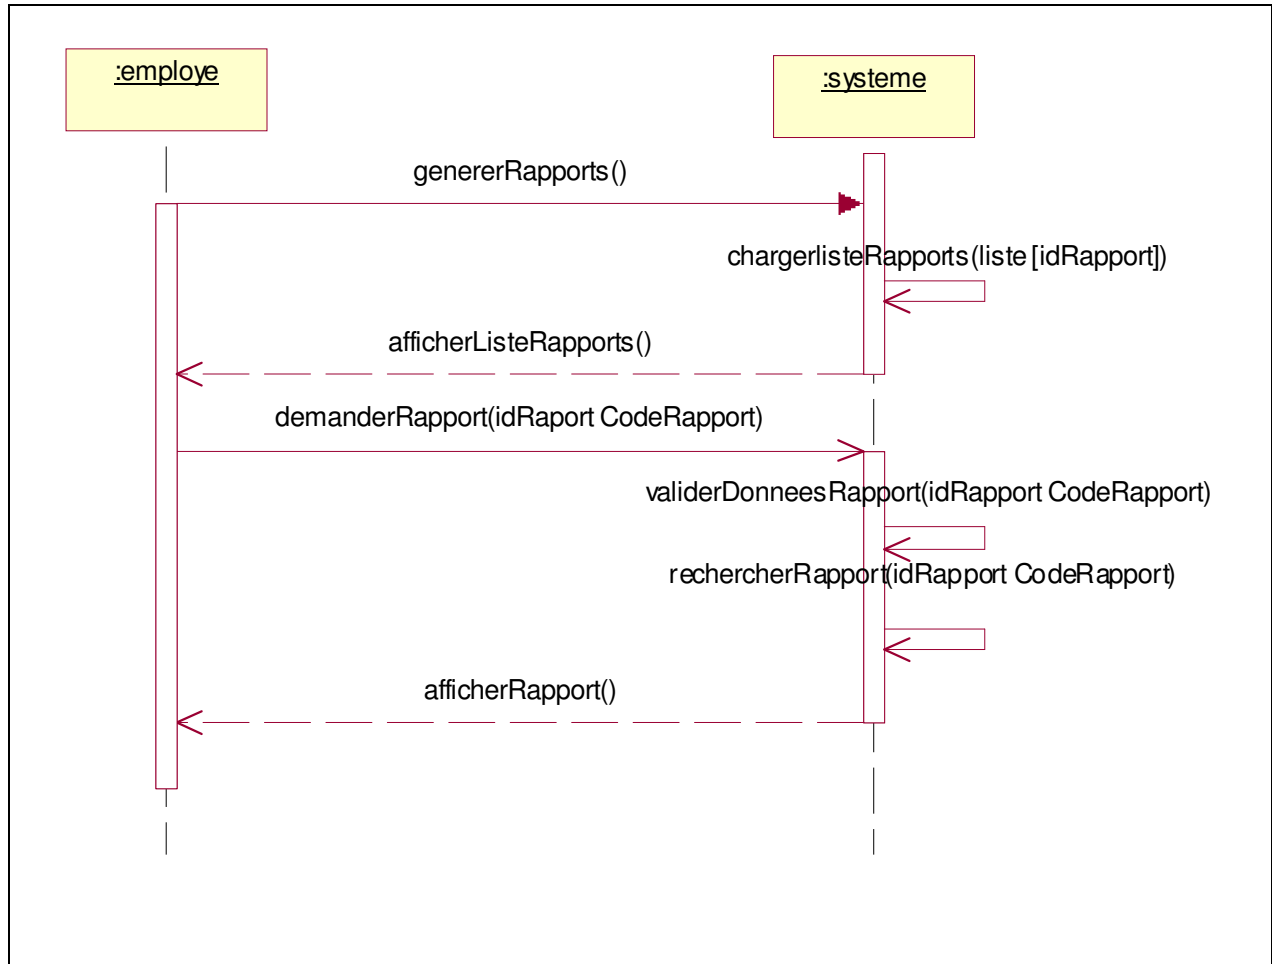 :employe
:systeme
genererRapports()
chargerlisteRapports(liste [idRapport])
afficherListeRapports()
demanderRapport(idRaport CodeRapport)
validerDonneesRapport(idRapport CodeRapport)
rechercherRapport(idRapport CodeRapport)
afficherRapport()